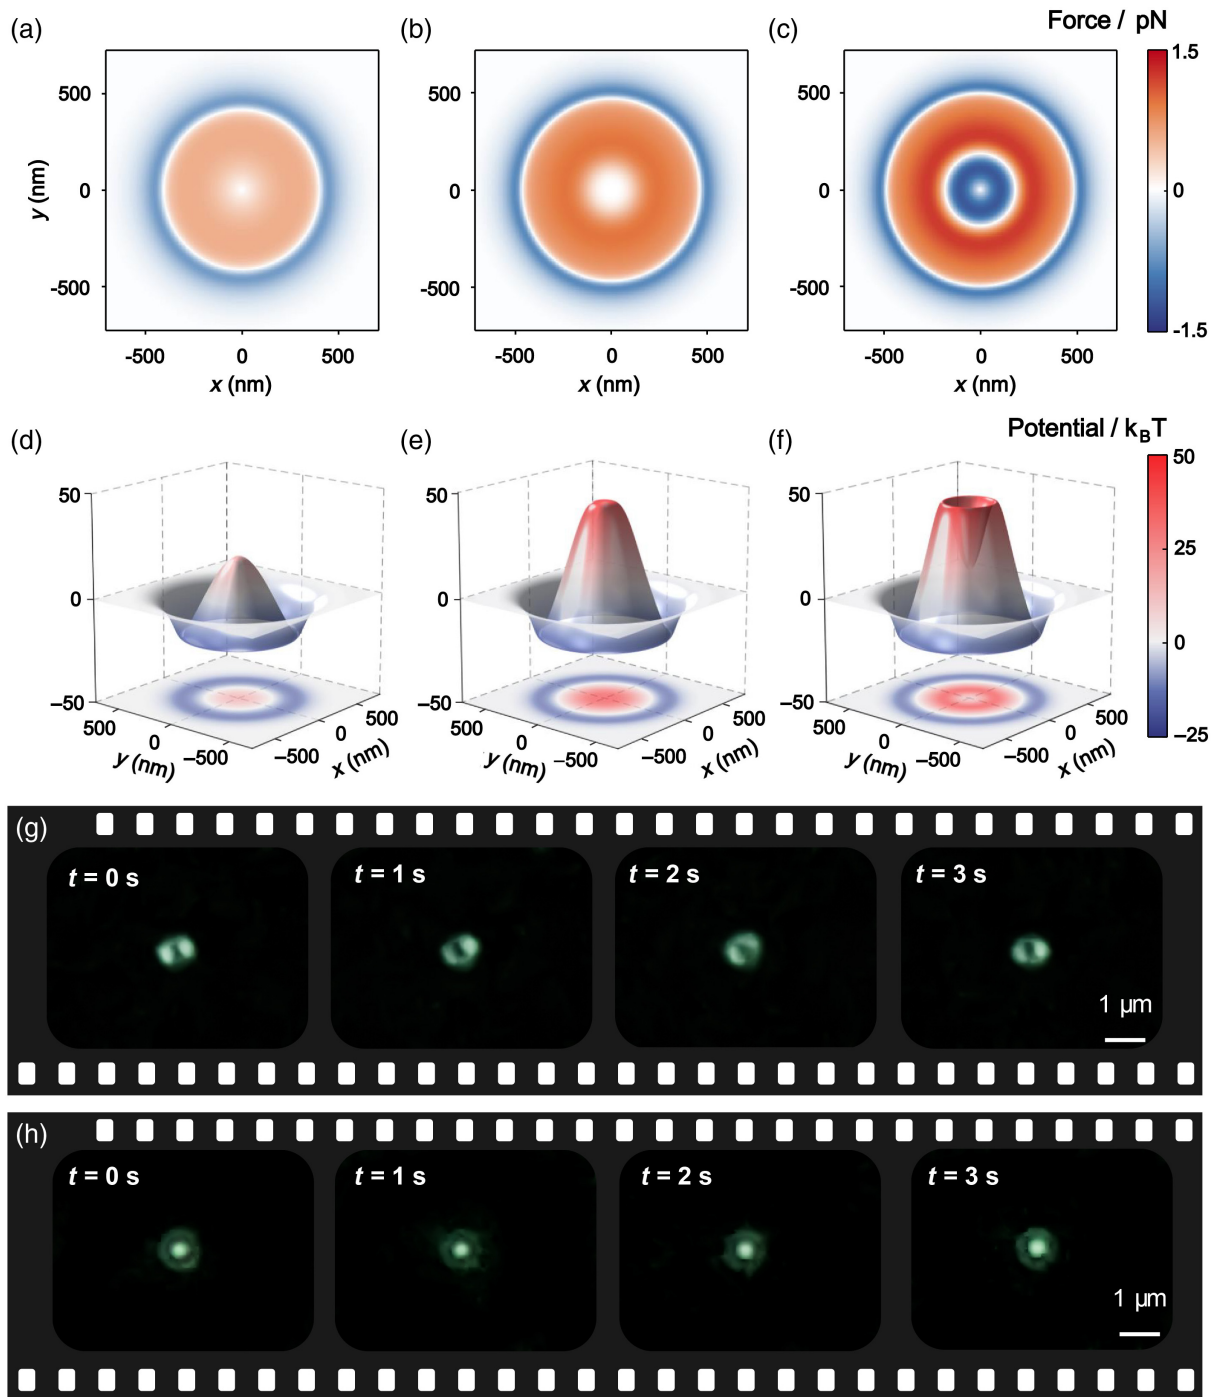 (a)
(b)
(c)
Force / pN
1.5
0
-1.5
500
0
-500
y (nm)
-500 0 500
x (nm)
500
0
-500
-500 0 500
x (nm)
500
0
-500
-500 0 500
x (nm)
(d)
(e)
(f)
Potential / kBT
50
25
0
−25
50
0
−50
500
0
−500
y (nm)
500
0
−500
x (nm)
50
0
−50
500
0
−500
y (nm)
500
0
−500
x (nm)
50
0
−50
500
0
−500
y (nm)
500
0
−500
x (nm)
(g)
t = 0 s
t = 1 s
t = 2 s
t = 3 s
1 µm
(h)
t = 0 s
t = 1 s
t = 2 s
t = 3 s
1 µm